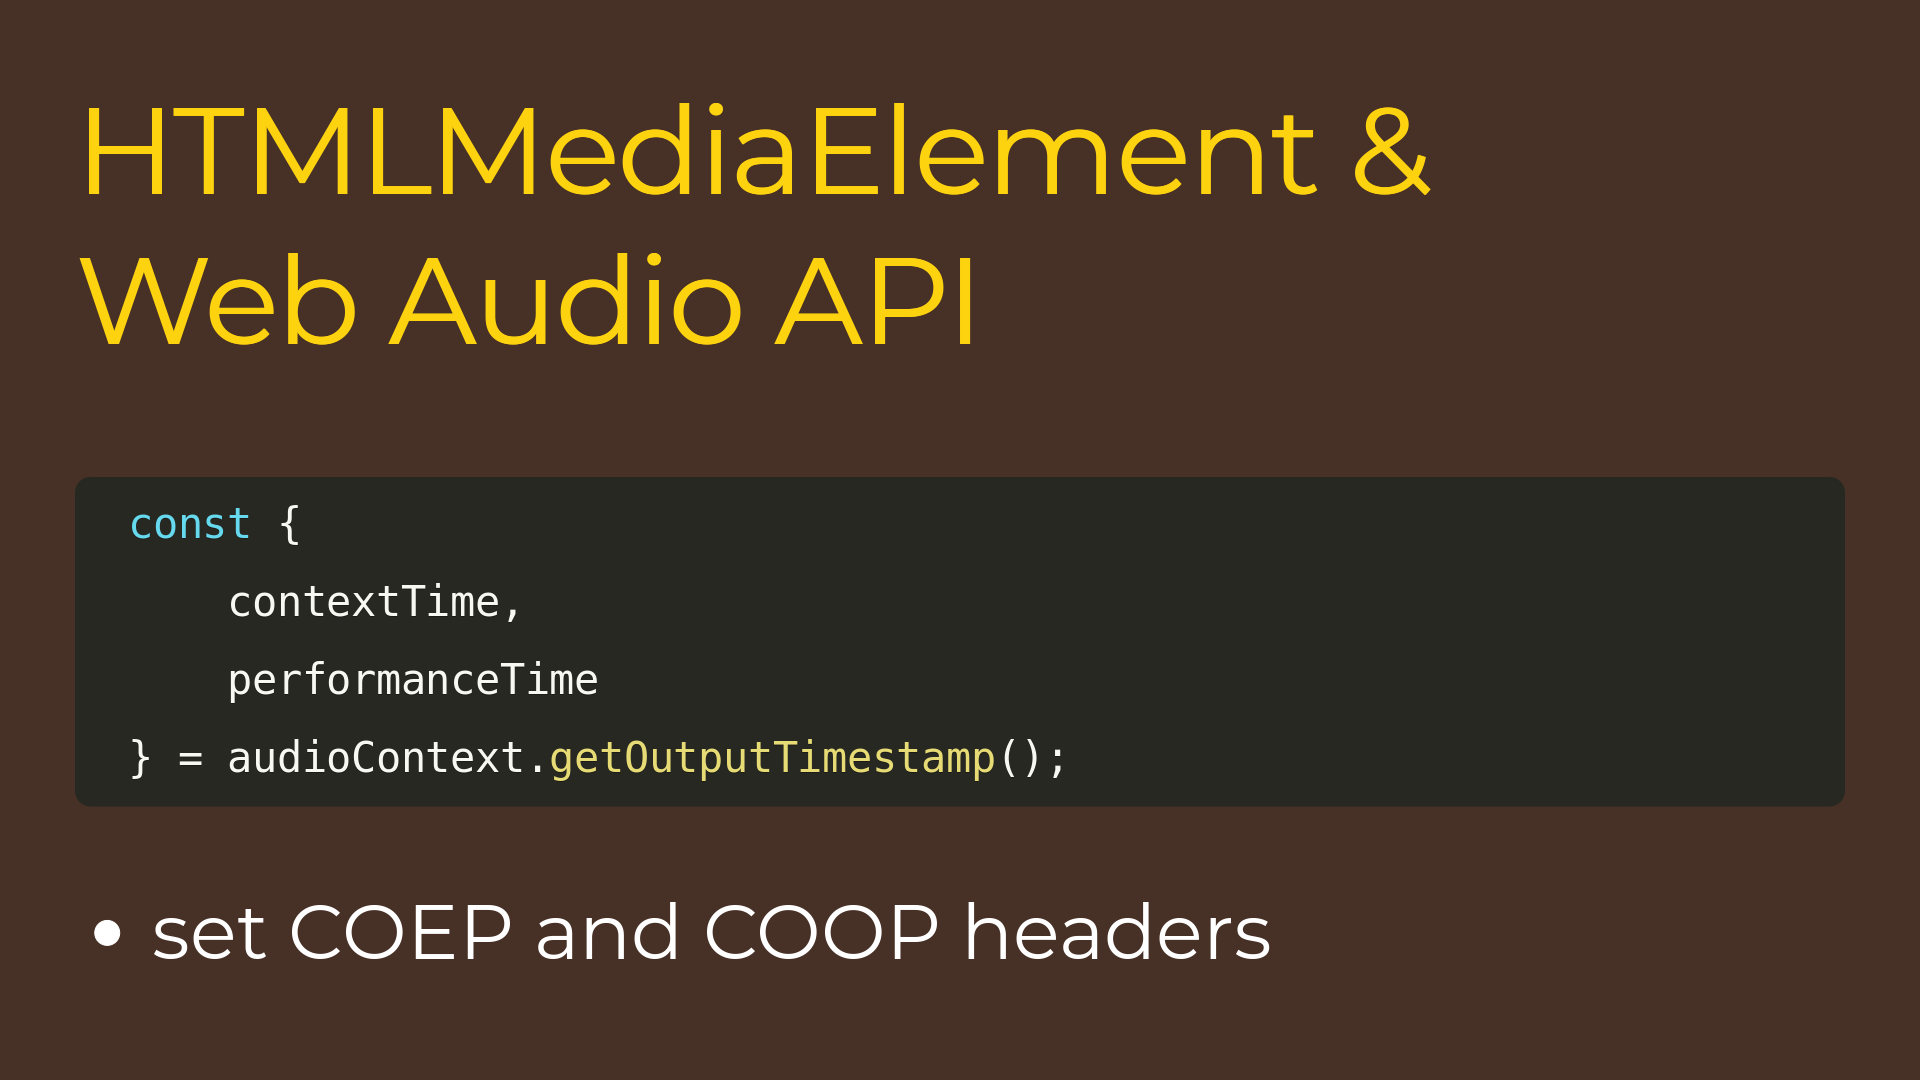 HTMLMediaElement &
Web Audio API
const {
    contextTime,
    performanceTime
} = audioContext.getOutputTimestamp();
• set COEP and COOP headers